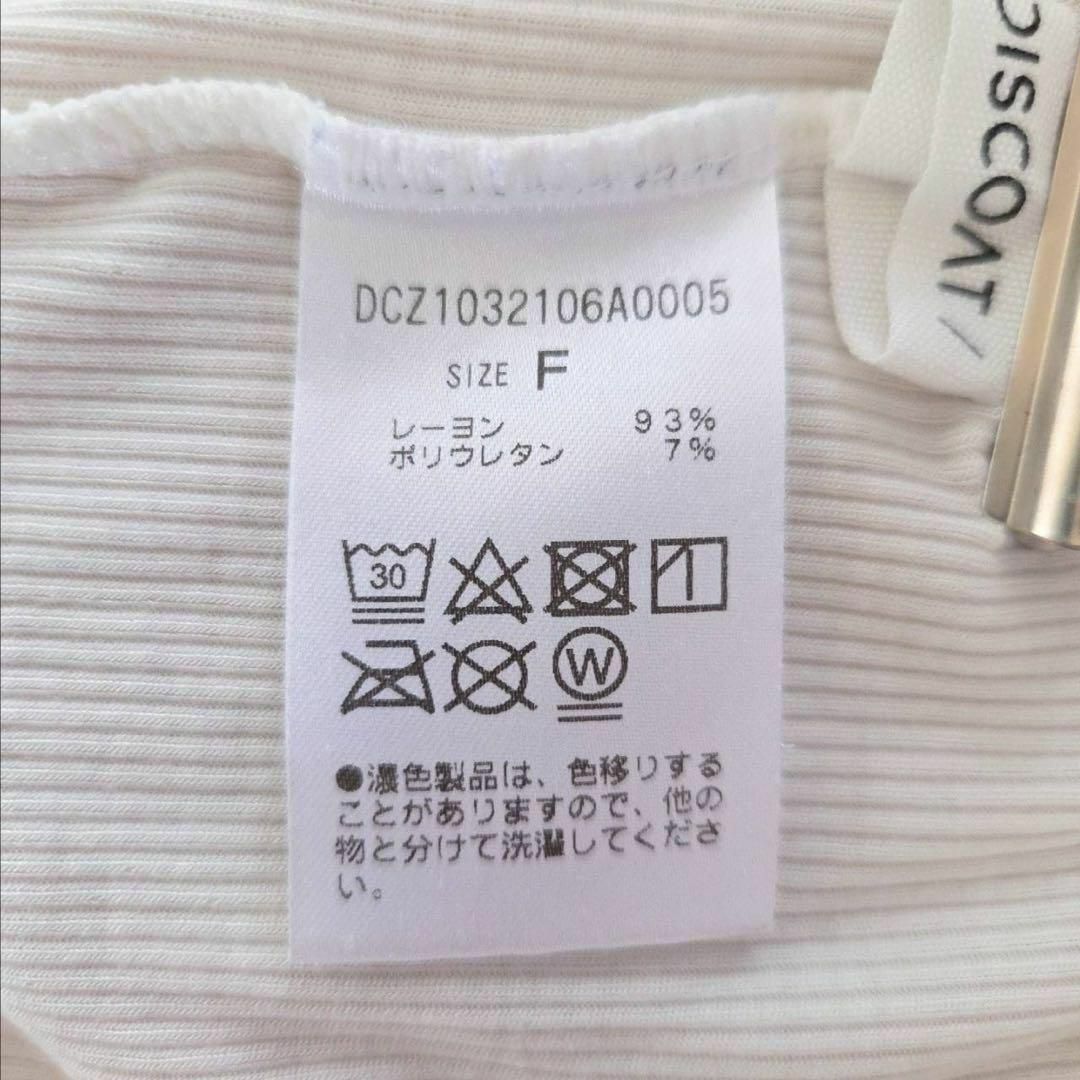 DISCOAT/
DCZ1032106A0005
SIZE F
レーヨン 93%
ポリウレタン 7%
30
W
●濃色製品は、色移りする
ことがありますので、他の
物と分けて洗濯してくださ
い。